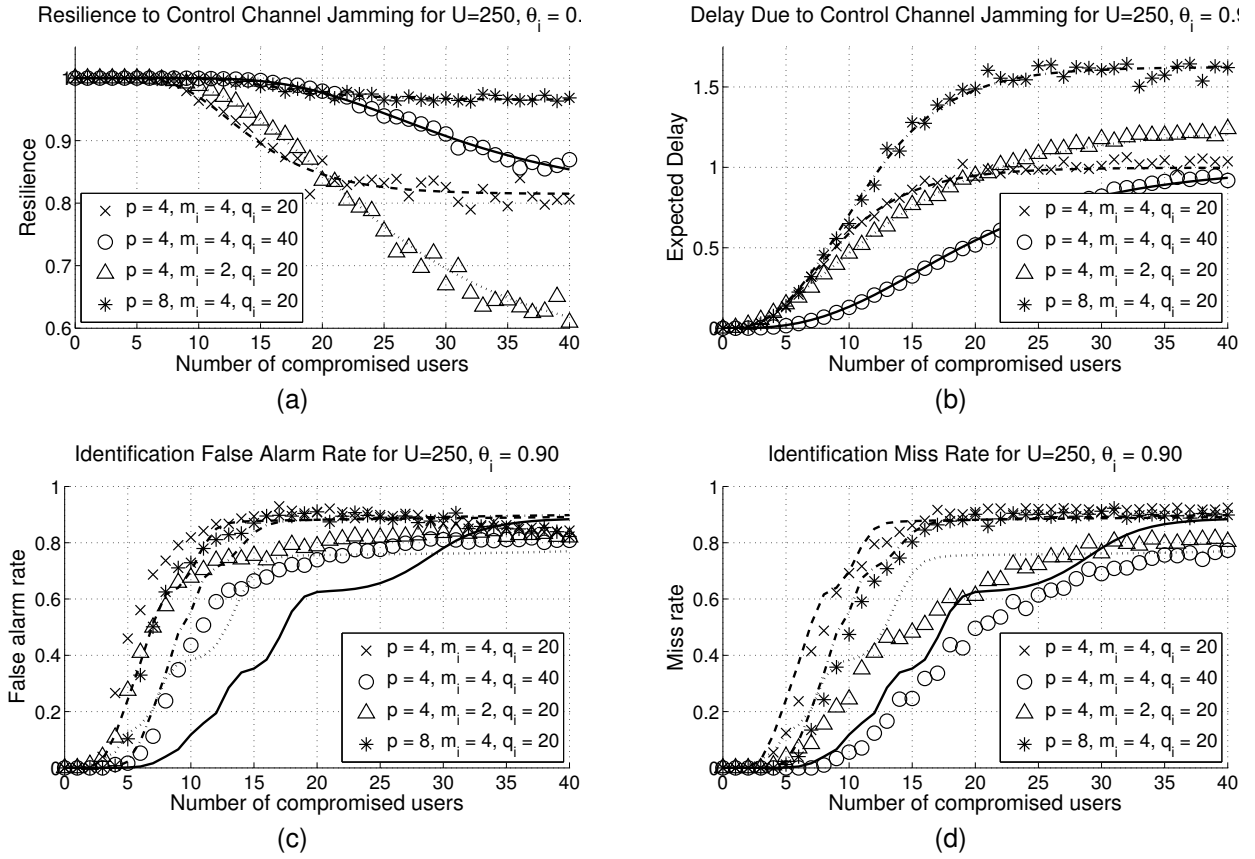 Resilience to Control Channel Jamming for U=250, θi = 0.
1
0.9
0.8
0.7
0.6
0 5 10 15 20 25 30 35 40
Resilience
Number of compromised users
p = 4, mi = 4, qi = 20
p = 4, mi = 4, qi = 40
p = 4, mi = 2, qi = 20
p = 8, mi = 4, qi = 20
(a)
Delay Due to Control Channel Jamming for U=250, θi = 0.9
1.5
1
0.5
0
0 5 10 15 20 25 30 35 40
Expected Delay
Number of compromised users
p = 4, mi = 4, qi = 20
p = 4, mi = 4, qi = 40
p = 4, mi = 2, qi = 20
p = 8, mi = 4, qi = 20
(b)
Identification False Alarm Rate for U=250, θi = 0.90
1
0.8
0.6
0.4
0.2
0
0 5 10 15 20 25 30 35 40
False alarm rate
Number of compromised users
p = 4, mi = 4, qi = 20
p = 4, mi = 4, qi = 40
p = 4, mi = 2, qi = 20
p = 8, mi = 4, qi = 20
(c)
Identification Miss Rate for U=250, θi = 0.90
1
0.8
0.6
0.4
0.2
0
0 5 10 15 20 25 30 35 40
Miss rate
Number of compromised users
p = 4, mi = 4, qi = 20
p = 4, mi = 4, qi = 40
p = 4, mi = 2, qi = 20
p = 8, mi = 4, qi = 20
(d)